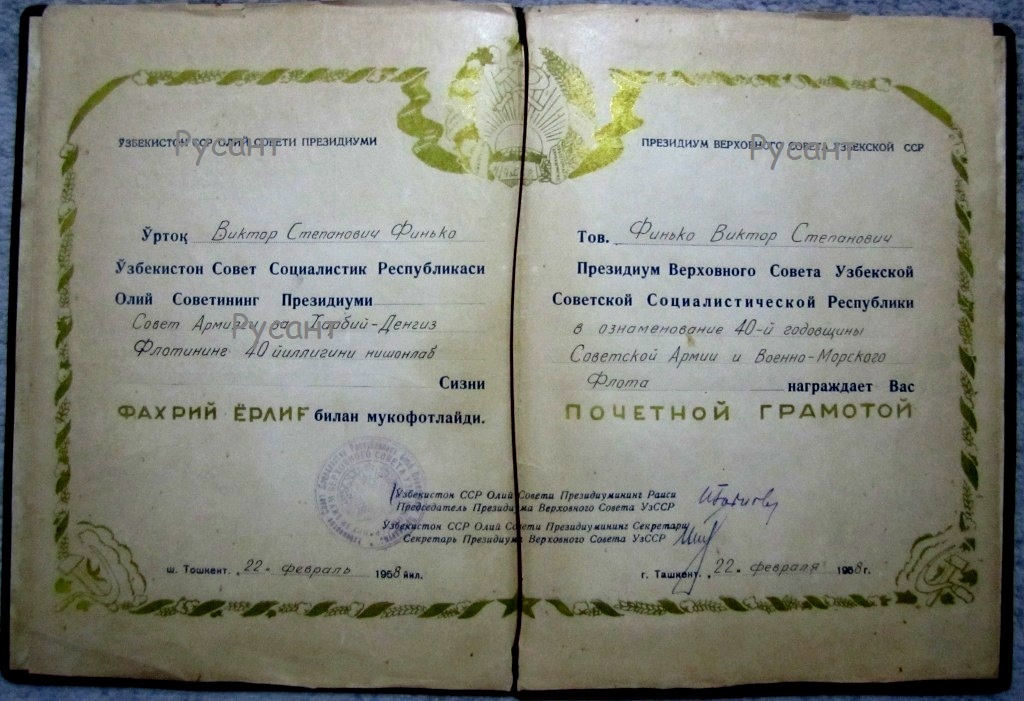 ЎЗБЕКИСТОН ССР ОЛИЙ СОВЕТИ ПРЕЗИДИУМИ
Русант
Ўртоқ Виктор Степанович Финько
Ўзбекистон Совет Социалистик Республикаси
Олий Советининг Президиуми
Совет Армияси ва Ҳарбий-Денгиз
Русант
Флотининг 40 йиллигини нишонлаб
Сизни
ФАХРИЙ ЁРЛИҒ билан мукофотлайди.
ПРЕЗИДИУМ ВЕРХОВНОГО СОВЕТА УЗБЕКСКОЙ ССР
Русант
Тов. Финько Виктор Степанович
Президиум Верховного Совета Узбекской
Советской Социалистической Республики
в ознаменование 40-й годовщины
Советской Армии и Военно-Морского
Флота награждает Вас
ПОЧЕТНОЙ ГРАМОТОЙ
Ўзбекистон ССР Олий Совети Президиумининг Раиси
Председатель Президиума Верховного Совета УзССР
Ўзбекистон ССР Олий Совети Президиумининг Секретари
Секретарь Президиума Верховного Совета УзССР
ш. Тошкент. „22" февраль 1958 йил.
г. Ташкент. „22" февраля 1958 г.